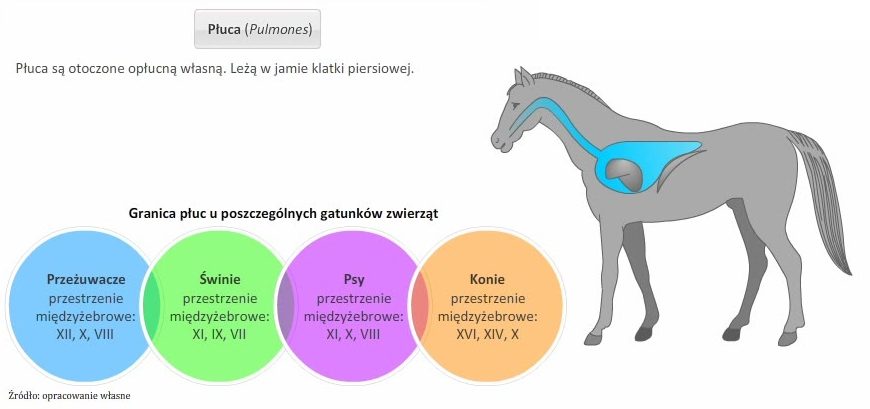 Płuca (Pulmones)
Płuca są otoczone opłucną własną. Leżą w jamie klatki piersiowej.
Granica płuc u poszczególnych gatunków zwierząt
Przeżuwacze
przestrzenie
międzyżebrowe:
XII, X, VIII
Świnie
przestrzenie
międzyżebrowe:
XI, IX, VII
Psy
przestrzenie
międzyżebrowe:
XI, X, VIII
Konie
przestrzenie
międzyżebrowe:
XVI, XIV, X
Źródło: opracowanie własne